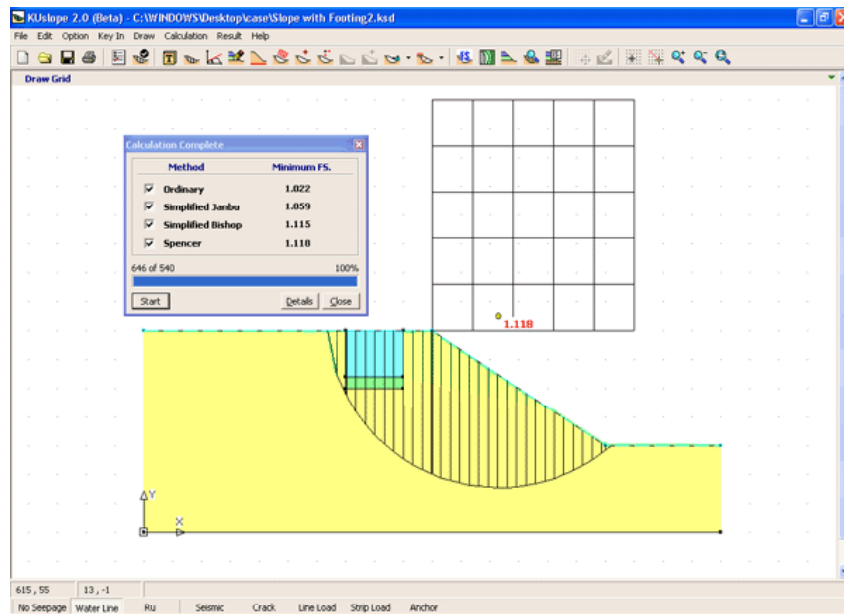 KUslope 2.0 (Beta) - C:\WINDOWS\Desktop\case\Slope with Footing2.ksd
File Edit Option Key In Draw Calculation Result Help
Draw Grid
Calculation Complete
Method Minimum FS.
Ordinary 1.022
Simplified Janbu 1.059
Simplified Bishop 1.115
Spencer 1.118
646 of 540 100%
Start Details Close
1.118
Y
X
615 , 55 13 , -1
No Seepage Water Line Ru Seismic Crack Line Load Strip Load Anchor